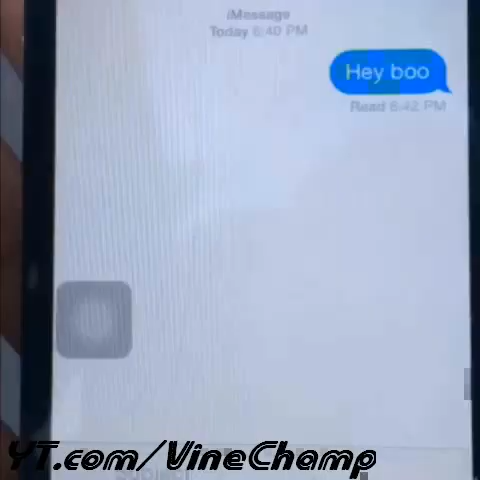 iMessage
Today 6:40 PM
Hey boo
Read 6:42 PM
YT.com/VineChamp